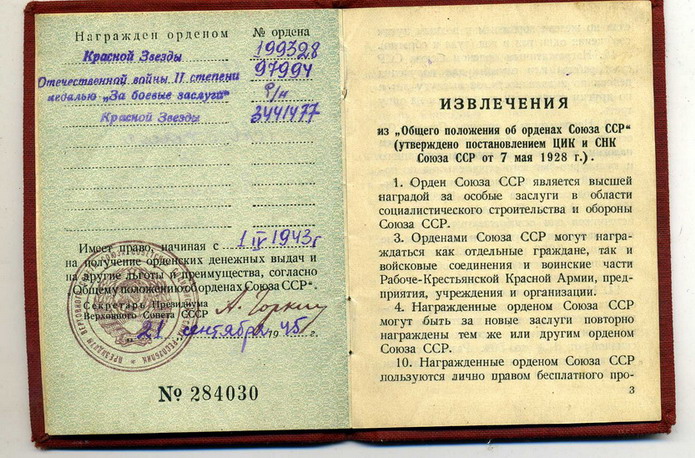 Награжден орденом № ордена
Красной Звезды 199328
Отечественной войны II степени 97994
медалью „За боевые заслуги“ б/н
Красной Звезды 3441477
Имеет право, начиная с 1 IV 1943 г
на получение орденских денежных выдач и
на другие льготы и преимущества, согласно
„Общему положению об орденах Союза ССР“.
Секретарь Президиума
Верховного Совета СССР А. Горкин
21 сентября 1945 г.
№ 284030
ИЗВЛЕЧЕНИЯ
из „Общего положения об орденах Союза ССР“
(утверждено постановлением ЦИК и СНК
Союза ССР от 7 мая 1928 г.).
1. Орден Союза ССР является высшей
наградой за особые заслуги в области
социалистического строительства и обороны
Союза ССР.
3. Орденами Союза ССР могут награ-
ждаться как отдельные граждане, так и
войсковые соединения и воинские части
Рабоче-Крестьянской Красной Армии, пред-
приятия, учреждения и организации.
4. Награжденные орденом Союза ССР
могут быть за новые заслуги повторно
награждены тем же или другим орденом
Союза ССР.
10. Награжденные орденом Союза ССР
пользуются лично правом бесплатного про-
3